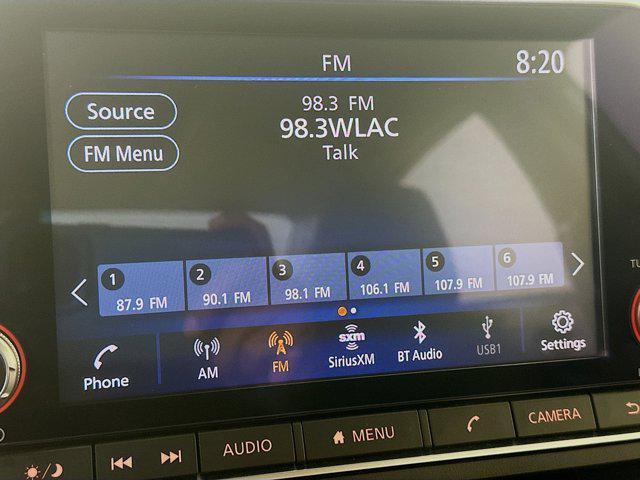 FM
8:20
Source
98.3 FM
98.3WLAC
FM Menu
Talk
1
2
3
4
5
6
87.9 FM
90.1 FM
98.1 FM
106.1 FM
107.9 FM
107.9 FM
Phone
AM
FM
sxm
SiriusXM
BT Audio
USB1
Settings
TU
AUDIO
MENU
CAMERA